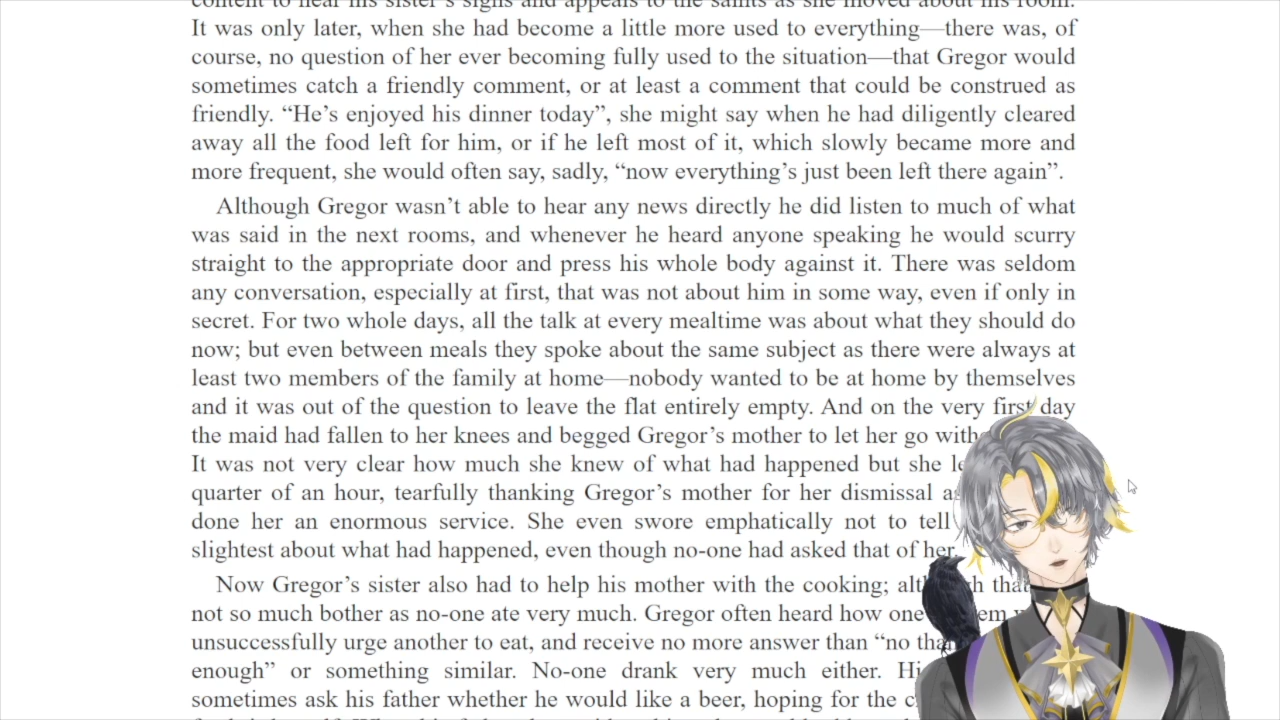 content to hear his sister's sighs and appeals to the saints as she moved about his room.
It was only later, when she had become a little more used to everything—there was, of
course, no question of her ever becoming fully used to the situation—that Gregor would
sometimes catch a friendly comment, or at least a comment that could be construed as
friendly. “He’s enjoyed his dinner today”, she might say when he had diligently cleared
away all the food left for him, or if he left most of it, which slowly became more and
more frequent, she would often say, sadly, “now everything’s just been left there again”.
Although Gregor wasn’t able to hear any news directly he did listen to much of what
was said in the next rooms, and whenever he heard anyone speaking he would scurry
straight to the appropriate door and press his whole body against it. There was seldom
any conversation, especially at first, that was not about him in some way, even if only in
secret. For two whole days, all the talk at every mealtime was about what they should do
now; but even between meals they spoke about the same subject as there were always at
least two members of the family at home—nobody wanted to be at home by themselves
and it was out of the question to leave the flat entirely empty. And on the very first day
the maid had fallen to her knees and begged Gregor’s mother to let her go
It was not very clear how much she knew of what had happened but she
quarter of an hour, tearfully thanking Gregor’s mother for her dismissal
done her an enormous service. She even swore emphatically not to tell
slightest about what had happened, even though no-one had asked that of her.
Now Gregor’s sister also had to help his mother with the cooking;
not so much bother as no-one ate very much. Gregor often heard how one
unsuccessfully urge another to eat, and receive no more answer than “no
enough” or something similar. No-one drank very much either.
sometimes ask his father whether he would like a beer, hoping for the